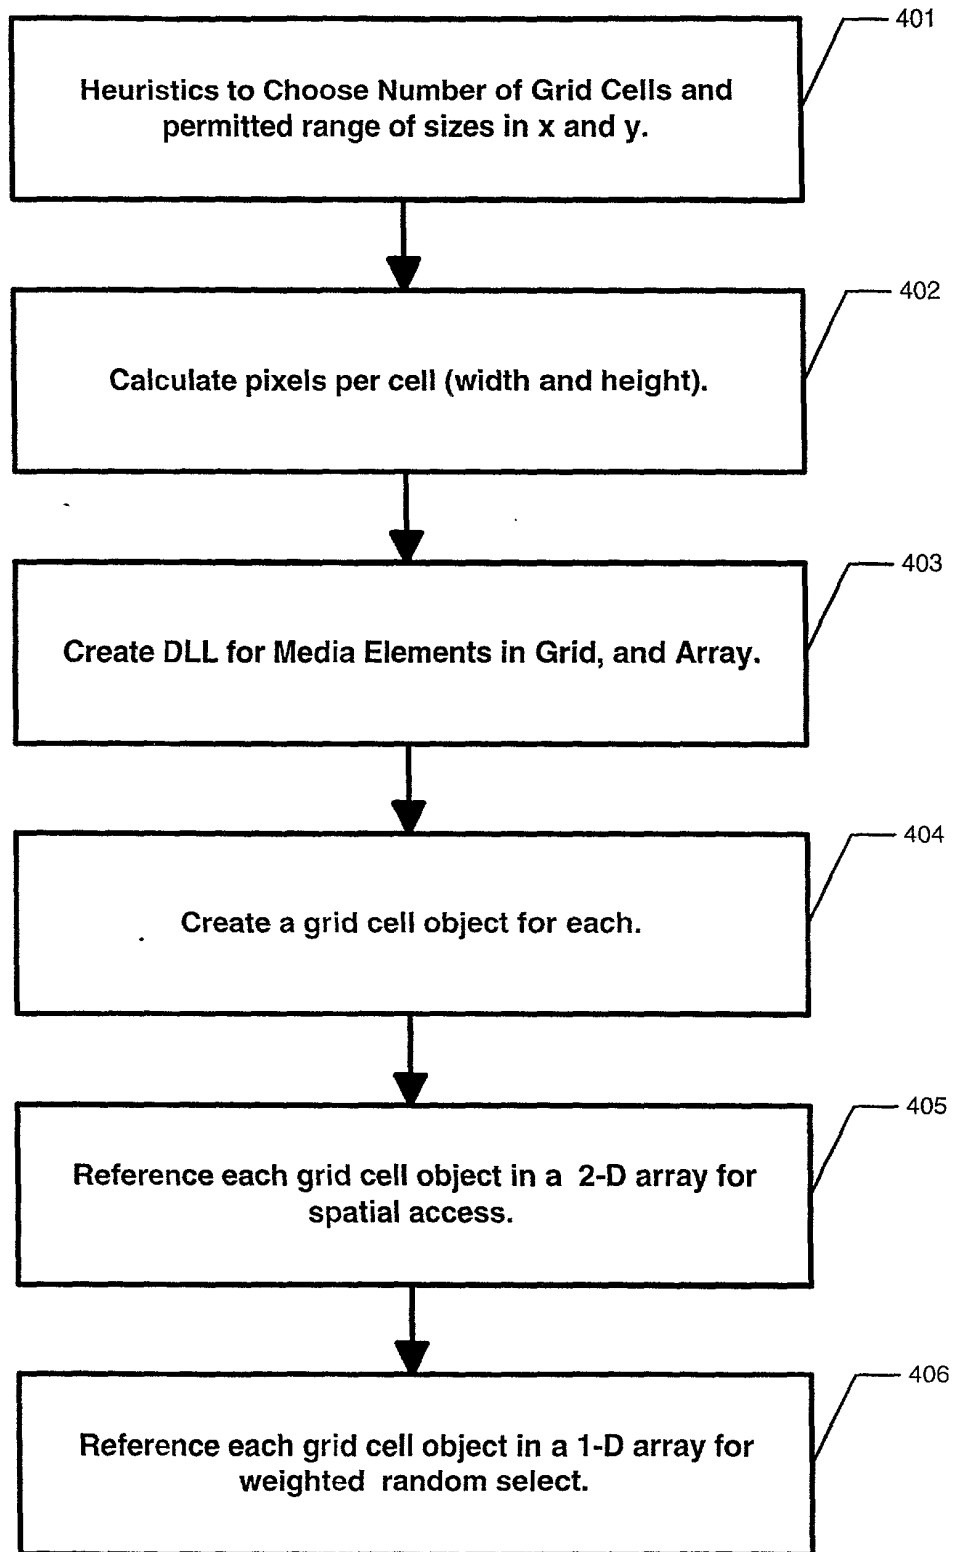 401
Heuristics to Choose Number of Grid Cells and
permitted range of sizes in x and y.
402
Calculate pixels per cell (width and height).
403
Create DLL for Media Elements in Grid, and Array.
404
Create a grid cell object for each.
405
Reference each grid cell object in a 2-D array for
spatial access.
406
Reference each grid cell object in a 1-D array for
weighted random select.